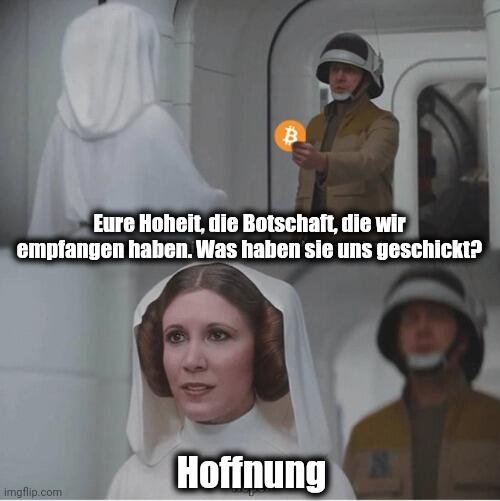 Eure Hoheit, die Botschaft, die wir
empfangen haben. Was haben sie uns geschickt?
Hoffnung
imgflip.com